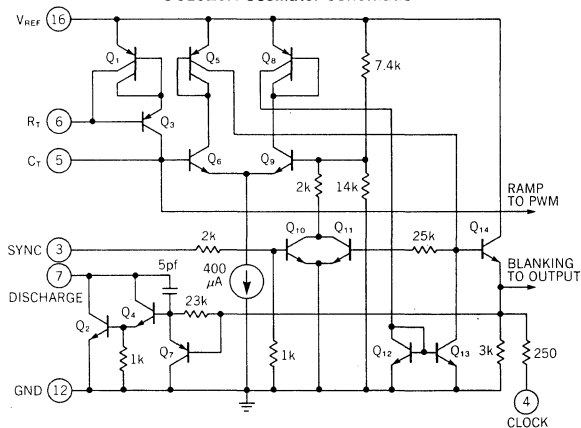 V_REF 16
Q1
Q5
Q8
7.4k
R_T 6
Q3
C_T 5
Q6
Q9
2k
14k
RAMP
TO PWM
Q10
Q11
Q14
25k
SYNC 3
2k
400
μA
BLANKING
TO OUTPUT
7
DISCHARGE
5pf
Q4
23k
Q2
1k
Q7
1k
Q12
Q13
3k
250
GND 12
4
CLOCK